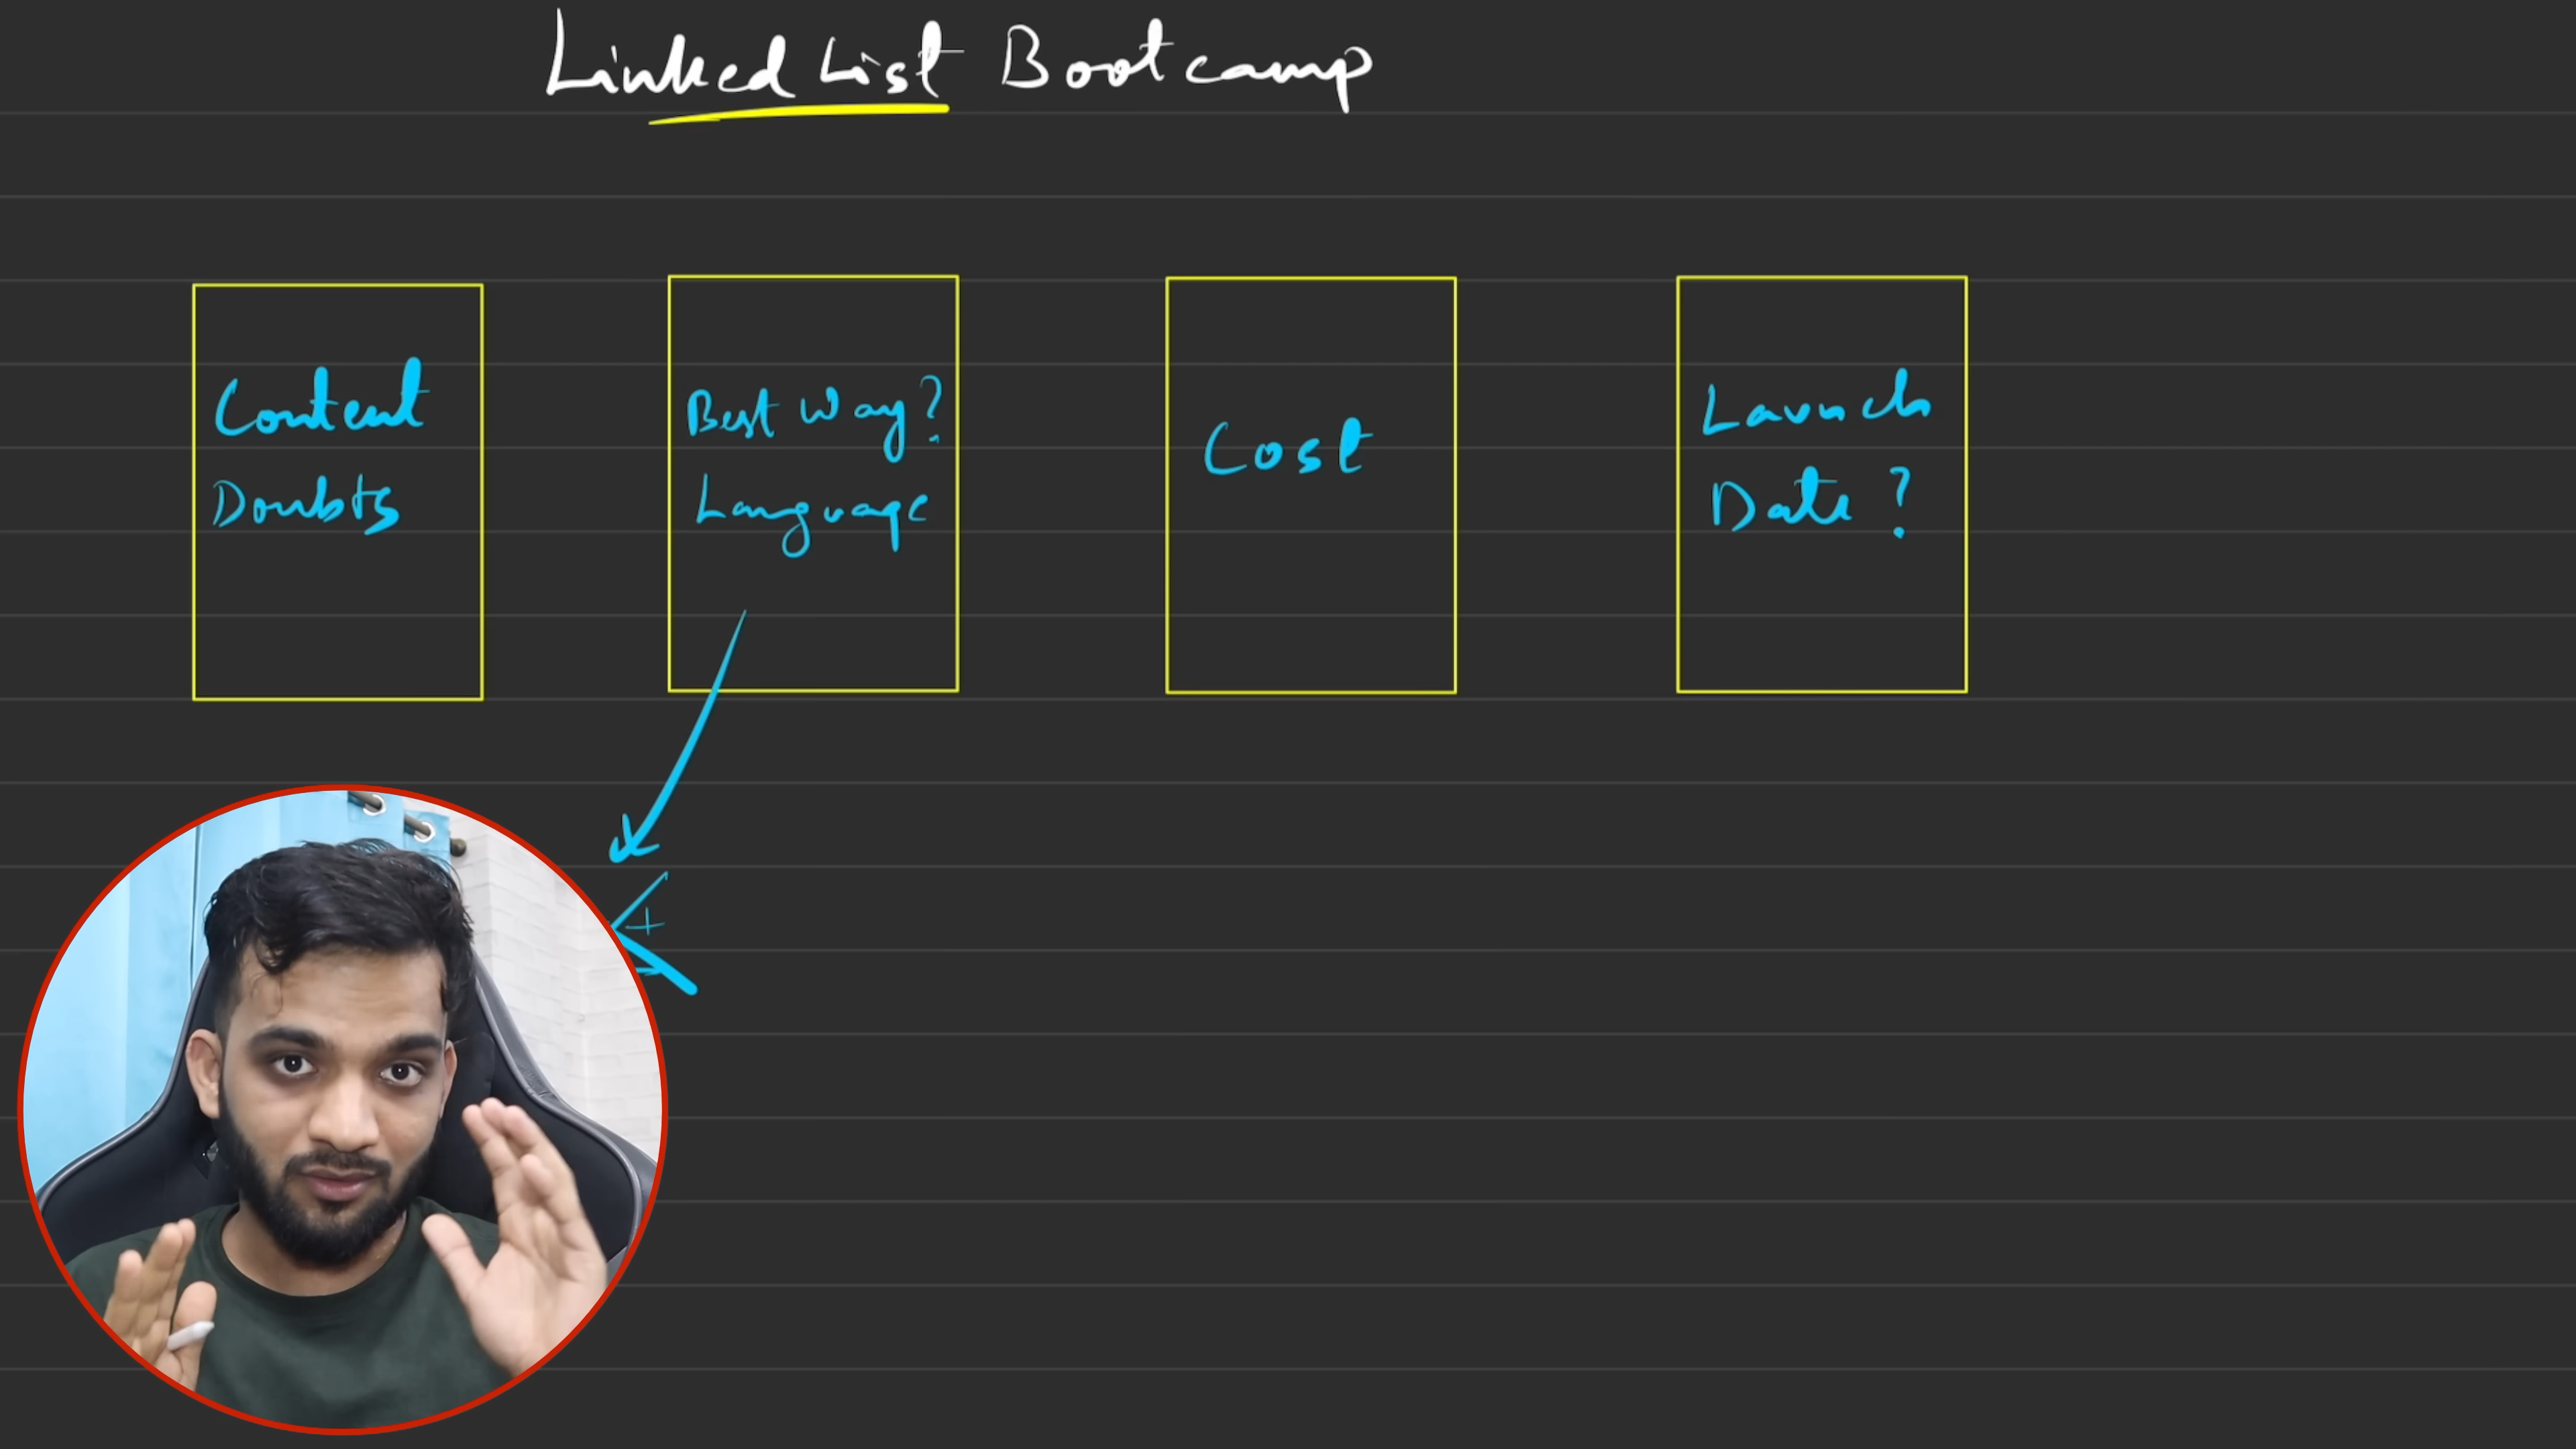 Linked List Bootcamp
Content
Doubts
Best Way?
Language
Cost
Launch
Date?